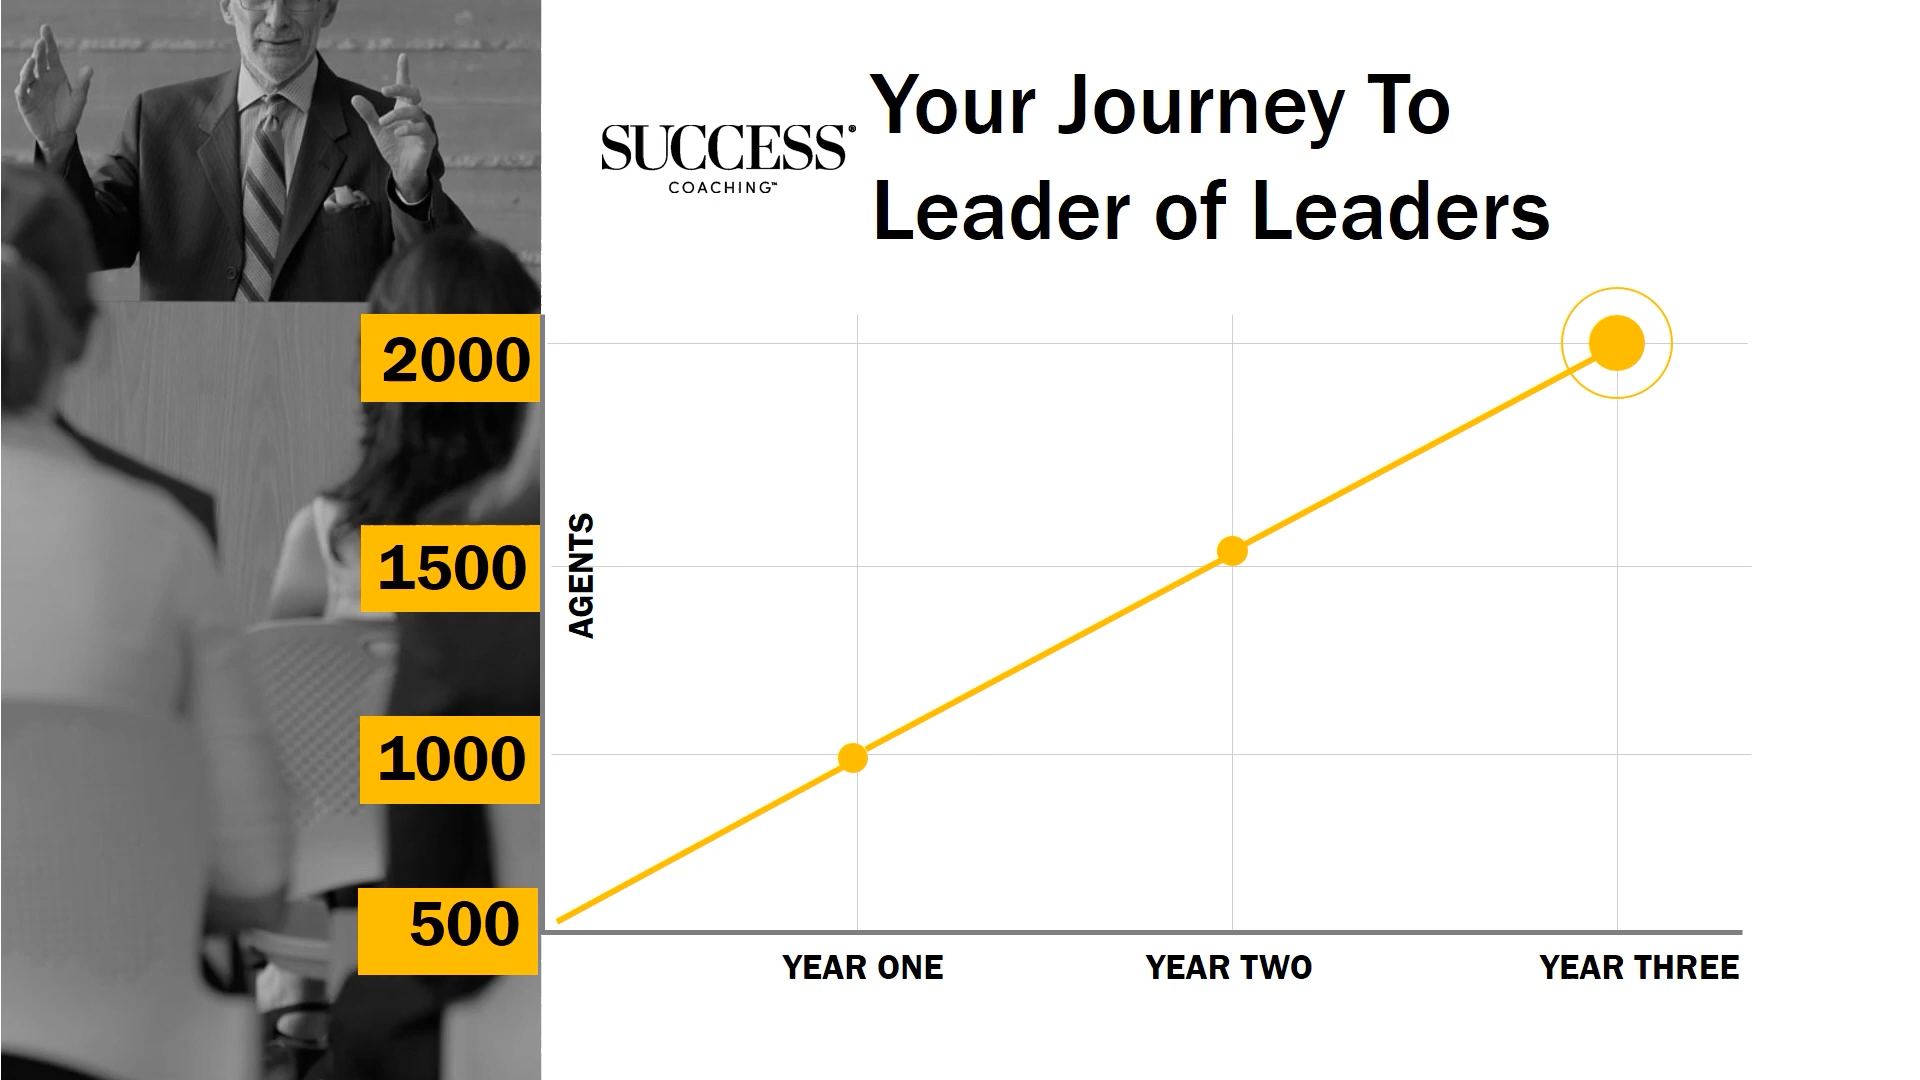 Your Journey To
Leader of Leaders
SUCCESS®
COACHING™
2000
1500
1000
500
AGENTS
YEAR ONE
YEAR TWO
YEAR THREE